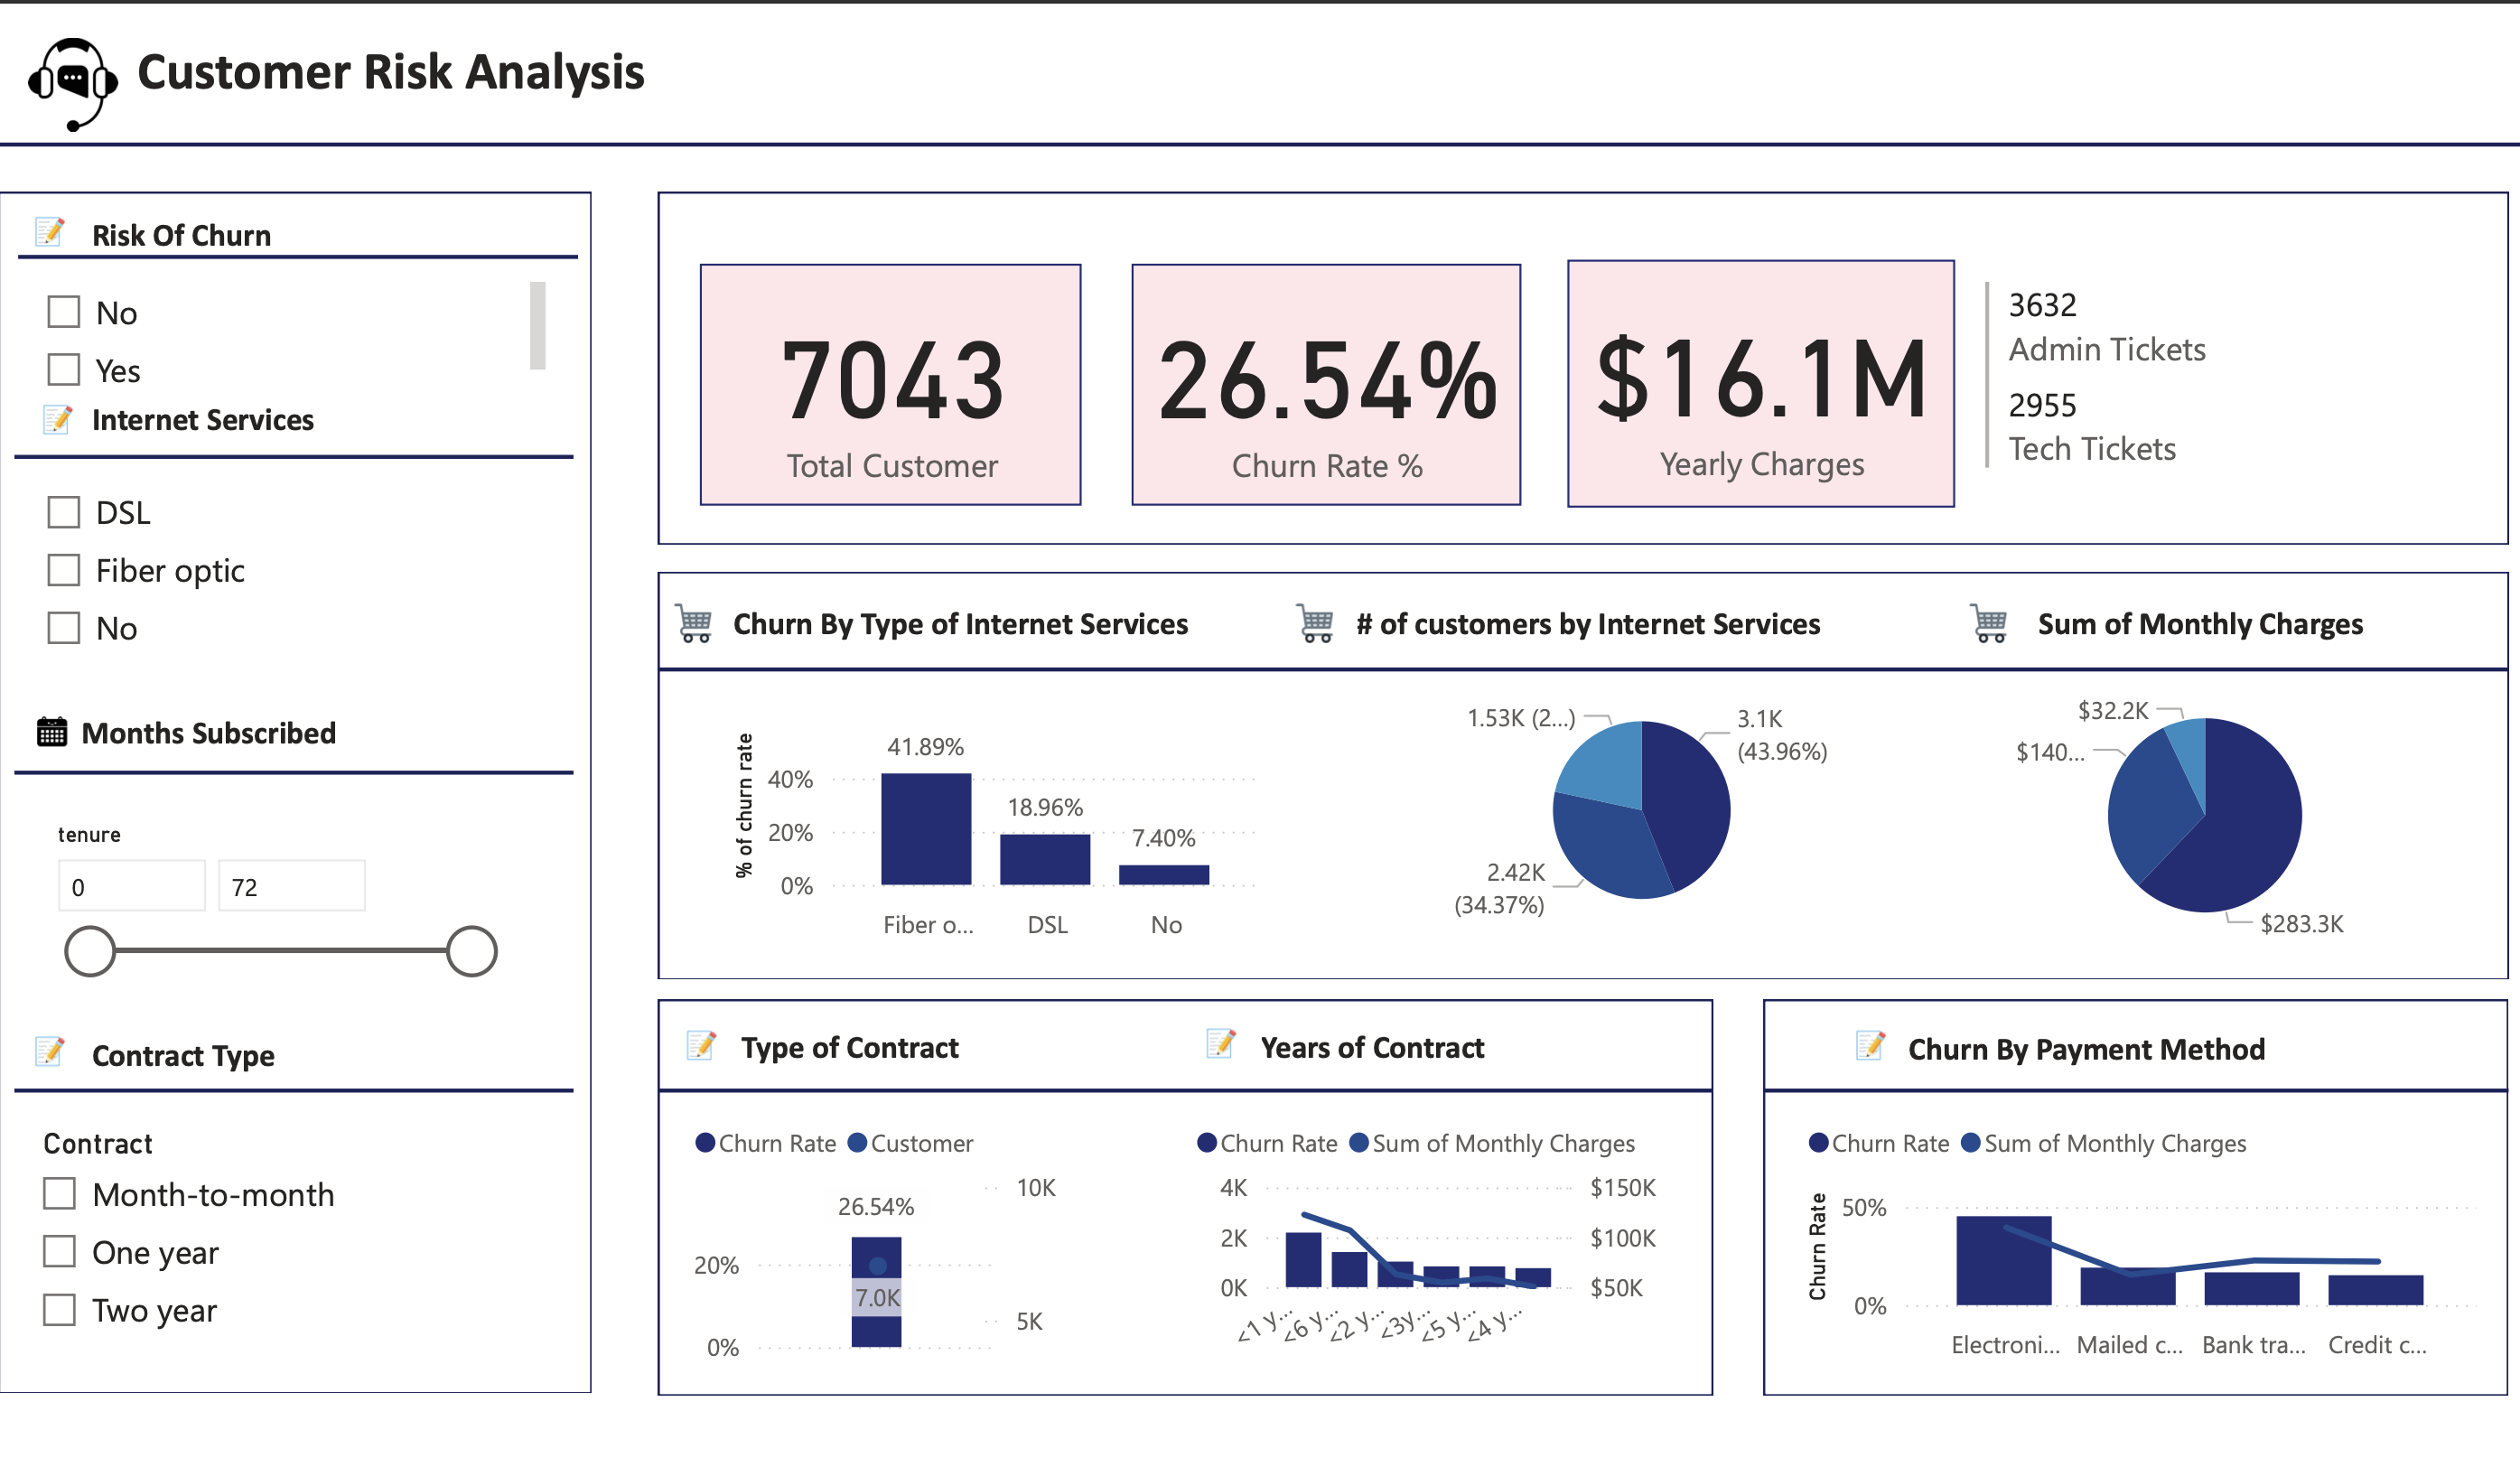 Customer Risk Analysis
Risk Of Churn
No
Yes
Internet Services
DSL
Fiber optic
No
Months Subscribed
tenure
0 72
Contract Type
Contract
Month-to-month
One year
Two year
7043
Total Customer
26.54%
Churn Rate %
$16.1M
Yearly Charges
3632
Admin Tickets
2955
Tech Tickets
Churn By Type of Internet Services
% of churn rate
40%
20%
0%
41.89%
18.96%
7.40%
Fiber o... DSL No
# of customers by Internet Services
1.53K (2...)
3.1K
(43.96%)
2.42K
(34.37%)
Sum of Monthly Charges
$32.2K
$140...
$283.3K
Type of Contract
Churn Rate Customer
26.54%
7.0K
20%
0%
10K
5K
Years of Contract
Churn Rate Sum of Monthly Charges
4K
2K
0K
$150K
$100K
$50K
<1 y... <6 y... <2 y... <3y... <5 y... <4 y...
Churn By Payment Method
Churn Rate Sum of Monthly Charges
Churn Rate
50%
0%
Electroni... Mailed c... Bank tra... Credit c...